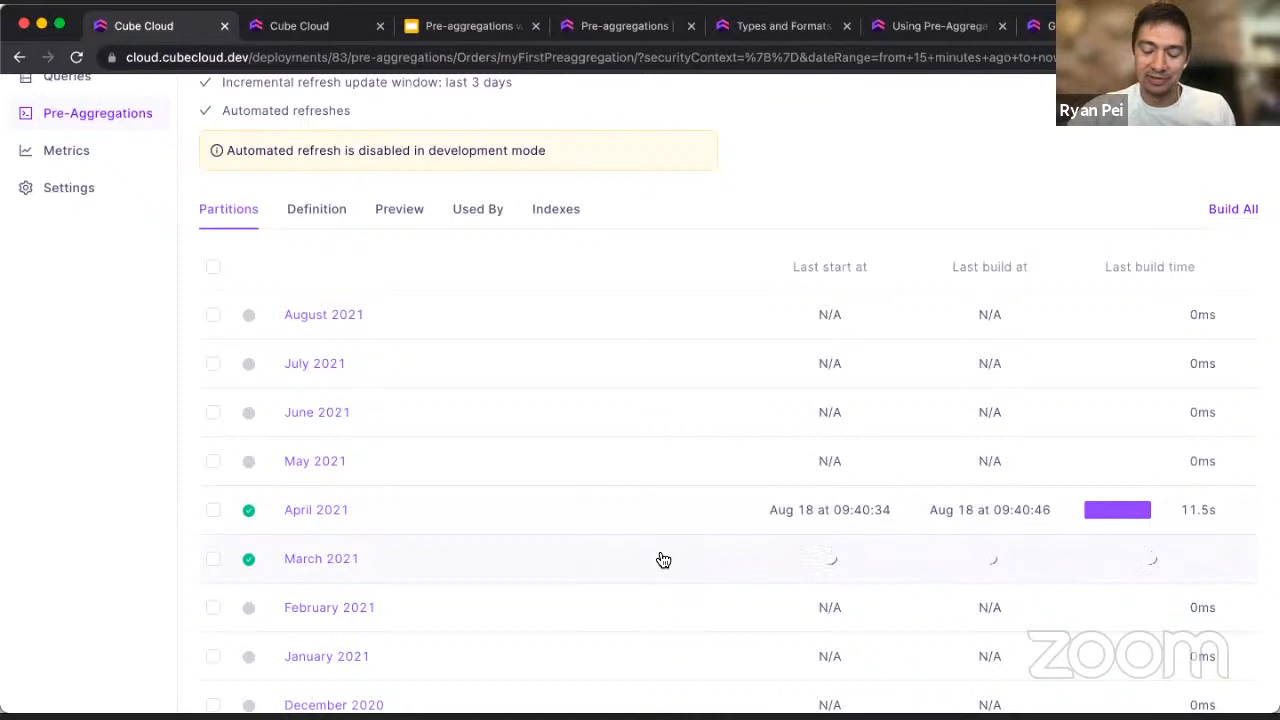 Cube Cloud
Cube Cloud
Pre-aggregations
Pre-aggregations
Types and Formats
Using Pre-Aggrega
cloud.cubecloud.dev/deployments/83/pre-aggregations/Orders/myFirstPreaggregation/?securityContext=%7B%7D&dateRange=from+15+minutes+ago+to+now
Ryan Pei
Queries
Pre-Aggregations
Metrics
Settings
Incremental refresh update window: last 3 days
Automated refreshes
Automated refresh is disabled in development mode
Partitions Definition Preview Used By Indexes Build All
Last start at Last build at Last build time
August 2021 N/A N/A 0ms
July 2021 N/A N/A 0ms
June 2021 N/A N/A 0ms
May 2021 N/A N/A 0ms
April 2021 Aug 18 at 09:40:34 Aug 18 at 09:40:46 11.5s
March 2021
February 2021 N/A N/A 0ms
January 2021 N/A N/A 0ms
December 2020 N/A N/A 0ms
zoom